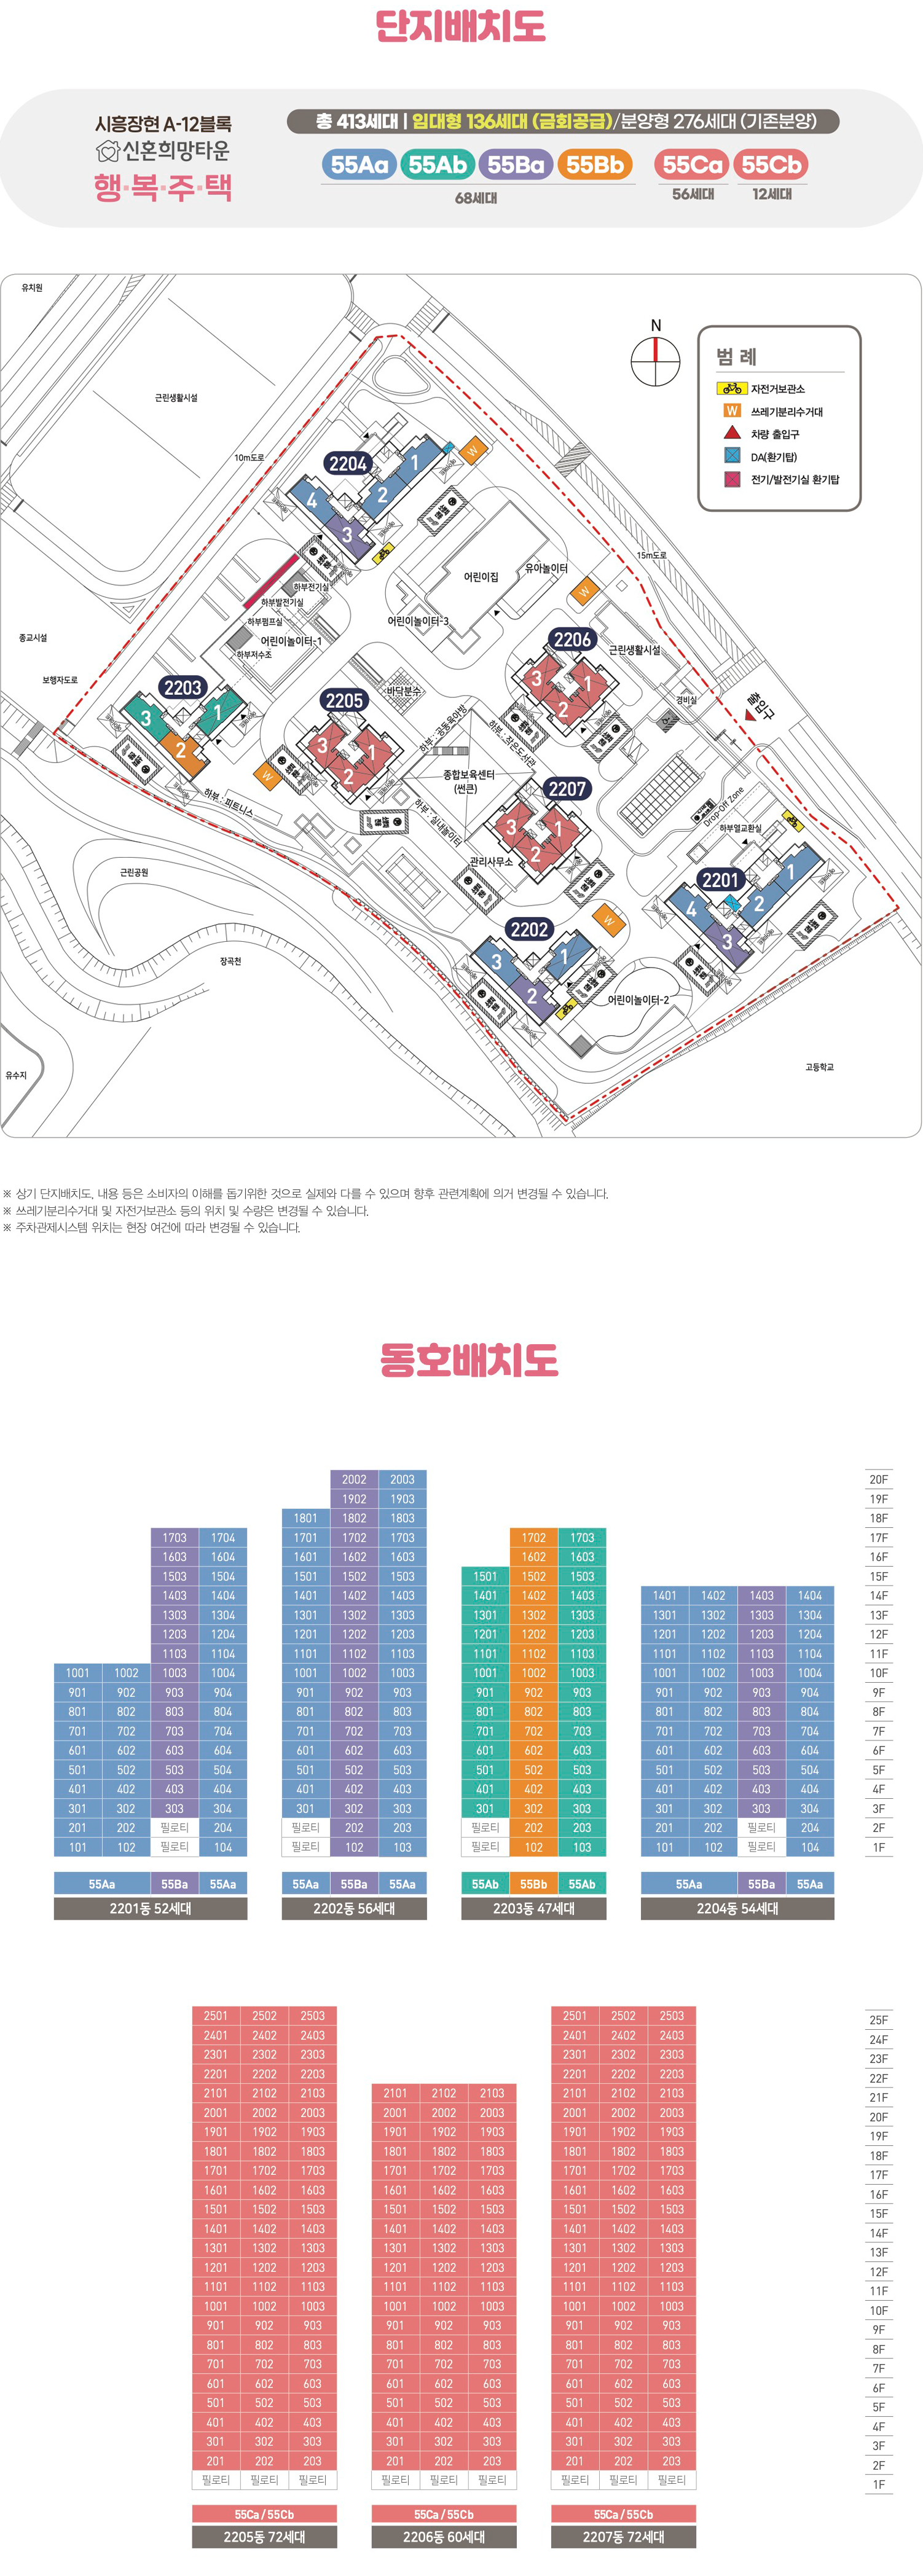 단지배치도
시흥장현 A-12블록
신혼희망타운
행·복·주·택
총 413세대 | 임대형 136세대 (금회공급)/분양형 276세대 (기존분양)
55Aa 55Ab 55Ba 55Bb 55Ca 55Cb
68세대 56세대 12세대
유치원
근린생활시설
10m도로
N
범 례
자전거보관소
W 쓰레기분리수거대
차량 출입구
DA(환기탑)
전기/발전기실 환기탑
2204
1
2
3
4
W
15m도로
어린이집
유아놀이터
W
하부전기실
하부발전기실
하부펌프실
어린이놀이터-1
하부저수조
어린이놀이터-3
종교시설
보행자도로
2206
근린생활시설
3
1
2
경비실
출입구
2203
3
1
2
2205
3
1
2
바닥분수
하부 : 공동육아방
하부 : 작은도서관
W
하부 : 피트니스
종합보육센터
(썬큰)
하부 : 실내놀이터
2207
3
1
2
관리사무소
Drop-Off Zone
하부열교환실
2201
1
2
3
4
근린공원
장곡천
2202
3
1
2
W
어린이놀이터-2
유수지
고등학교
※ 상기 단지배치도, 내용 등은 소비자의 이해를 돕기위한 것으로 실제와 다를 수 있으며 향후 관련계획에 의거 변경될 수 있습니다.
※ 쓰레기분리수거대 및 자전거보관소 등의 위치 및 수량은 변경될 수 있습니다.
※ 주차관제시스템 위치는 현장 여건에 따라 변경될 수 있습니다.
동호배치도
2002 2003 20F
1902 1903 19F
1801 1802 1803 18F
1703 1704 1701 1702 1703 1702 1703 17F
1603 1604 1601 1602 1603 1602 1603 16F
1503 1504 1501 1502 1503 1501 1502 1503 15F
1403 1404 1401 1402 1403 1401 1402 1403 1401 1402 1403 1404 14F
1303 1304 1301 1302 1303 1301 1302 1303 1301 1302 1303 1304 13F
1203 1204 1201 1202 1203 1201 1202 1203 1201 1202 1203 1204 12F
1103 1104 1101 1102 1103 1101 1102 1103 1101 1102 1103 1104 11F
1001 1002 1003 1004 1001 1002 1003 1001 1002 1003 1001 1002 1003 1004 10F
901 902 903 904 901 902 903 901 902 903 901 902 903 904 9F
801 802 803 804 801 802 803 801 802 803 801 802 803 804 8F
701 702 703 704 701 702 703 701 702 703 701 702 703 704 7F
601 602 603 604 601 602 603 601 602 603 601 602 603 604 6F
501 502 503 504 501 502 503 501 502 503 501 502 503 504 5F
401 402 403 404 401 402 403 401 402 403 401 402 403 404 4F
301 302 303 304 301 302 303 301 302 303 301 302 303 304 3F
201 202 필로티 204 필로티 202 203 필로티 202 203 201 202 필로티 204 2F
101 102 필로티 104 필로티 102 103 필로티 102 103 101 102 필로티 104 1F
55Aa 55Ba 55Aa 55Aa 55Ba 55Aa 55Ab 55Bb 55Ab 55Aa 55Ba 55Aa
2201동 52세대 2202동 56세대 2203동 47세대 2204동 54세대
2501 2502 2503 2501 2502 2503 25F
2401 2402 2403 2401 2402 2403 24F
2301 2302 2303 2301 2302 2303 23F
2201 2202 2203 2201 2202 2203 22F
2101 2102 2103 2101 2102 2103 2101 2102 2103 21F
2001 2002 2003 2001 2002 2003 2001 2002 2003 20F
1901 1902 1903 1901 1902 1903 1901 1902 1903 19F
1801 1802 1803 1801 1802 1803 1801 1802 1803 18F
1701 1702 1703 1701 1702 1703 1701 1702 1703 17F
1601 1602 1603 1601 1602 1603 1601 1602 1603 16F
1501 1502 1503 1501 1502 1503 1501 1502 1503 15F
1401 1402 1403 1401 1402 1403 1401 1402 1403 14F
1301 1302 1303 1301 1302 1303 1301 1302 1303 13F
1201 1202 1203 1201 1202 1203 1201 1202 1203 12F
1101 1102 1103 1101 1102 1103 1101 1102 1103 11F
1001 1002 1003 1001 1002 1003 1001 1002 1003 10F
901 902 903 901 902 903 901 902 903 9F
801 802 803 801 802 803 801 802 803 8F
701 702 703 701 702 703 701 702 703 7F
601 602 603 601 602 603 601 602 603 6F
501 502 503 501 502 503 501 502 503 5F
401 402 403 401 402 403 401 402 403 4F
301 302 303 301 302 303 301 302 303 3F
201 202 203 201 202 203 201 202 203 2F
필로티 필로티 필로티 필로티 필로티 필로티 필로티 필로티 필로티 1F
55Ca / 55Cb 55Ca / 55Cb 55Ca / 55Cb
2205동 72세대 2206동 60세대 2207동 72세대